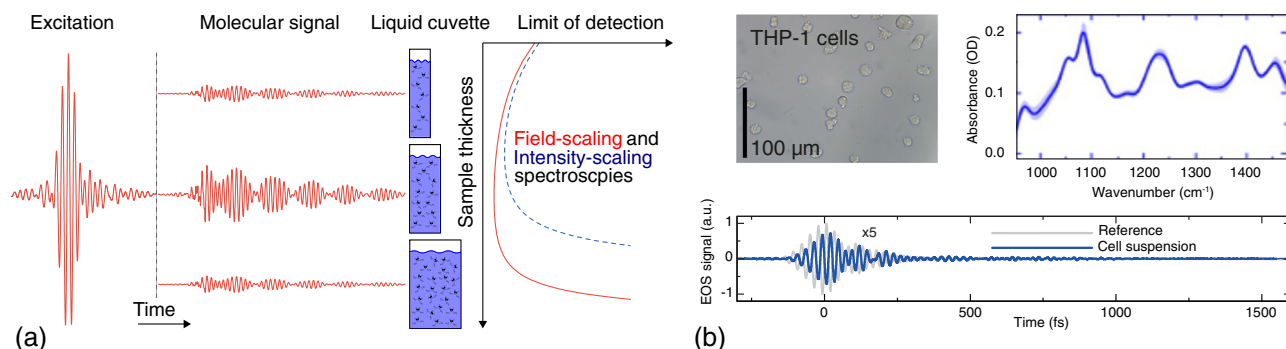 Excitation
Molecular signal
Liquid cuvette
Limit of detection
Sample thickness
Field-scaling and
Intensity-scaling
spectroscpies
Time
(a)
THP-1 cells
100 µm
Absorbance (OD)
0.2
0.1
0.0
1000 1100 1200 1300 1400
Wavenumber (cm⁻¹)
EOS signal (a.u.)
1
0
-1
x5
Reference
Cell suspension
0 500 1000 1500
Time (fs)
(b)